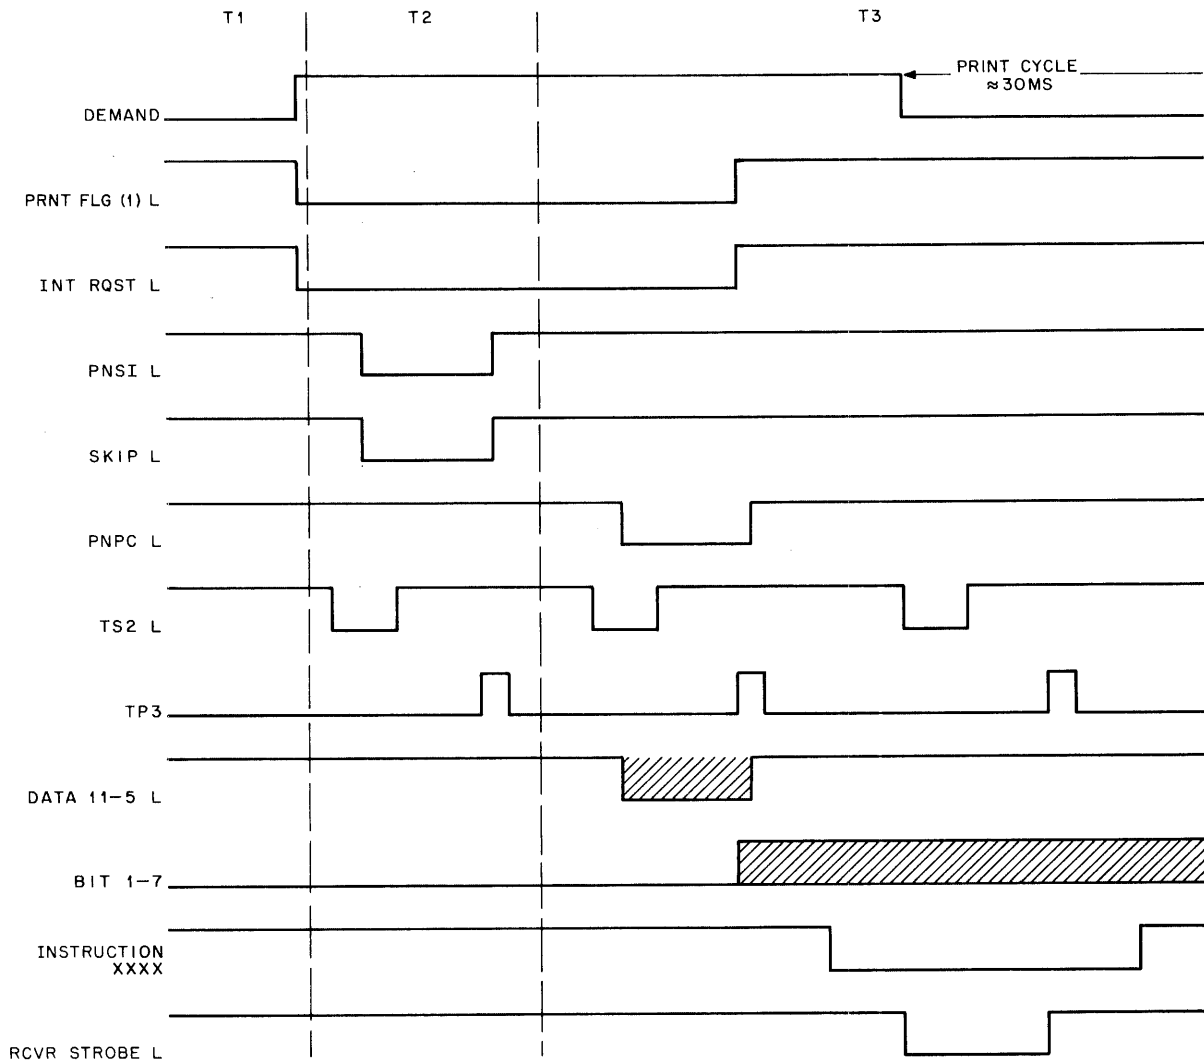 T1
T2
T3
PRINT CYCLE
≈30MS
DEMAND
PRNT FLG (1) L
INT RQST L
PNSI L
SKIP L
PNPC L
TS2 L
TP3
DATA 11-5 L
BIT 1-7
INSTRUCTION
XXXX
RCVR STROBE L